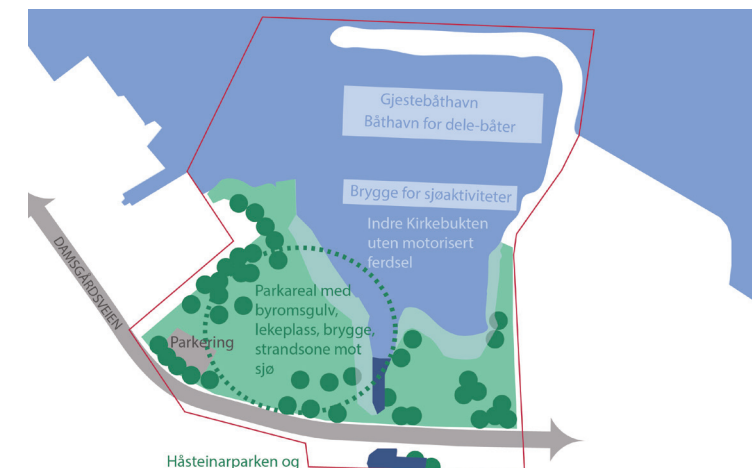 Gjestebåthavn
Båthavn for dele-båter
Brygge for sjøaktiviteter
Indre Kirkebukten
uten motorisert
ferdsel
DAMSGÅRDSVEIEN
Parkareal med
byromsgulv,
lekeplass, brygge,
strandsone mot
sjø
Parkering
Håsteinarparken og